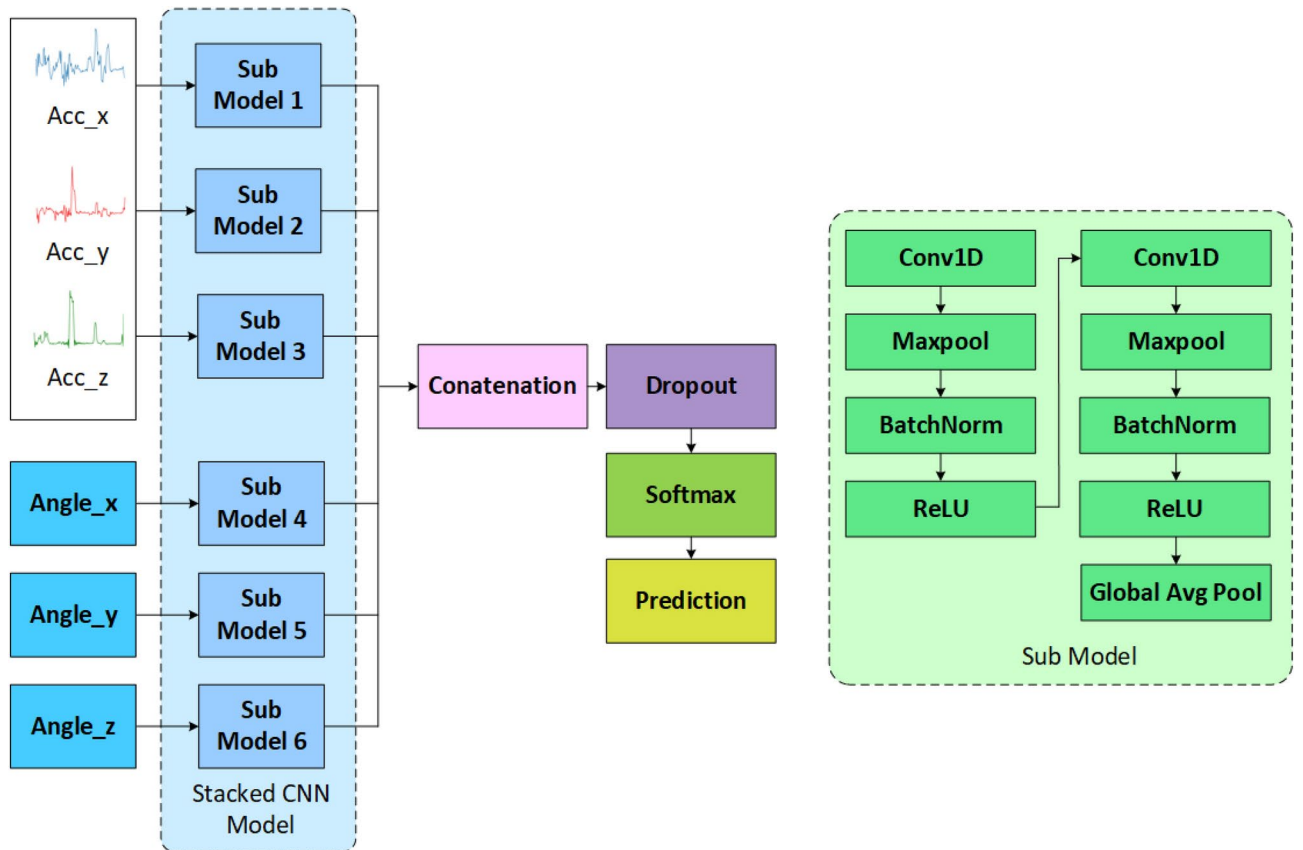 Acc_x
Sub
Model 1
Acc_y
Sub
Model 2
Acc_z
Sub
Model 3
Angle_x
Sub
Model 4
Angle_y
Sub
Model 5
Angle_z
Sub
Model 6
Stacked CNN
Model
Conatenation
Dropout
Softmax
Prediction
Conv1D
Maxpool
BatchNorm
ReLU
Conv1D
Maxpool
BatchNorm
ReLU
Global Avg Pool
Sub Model